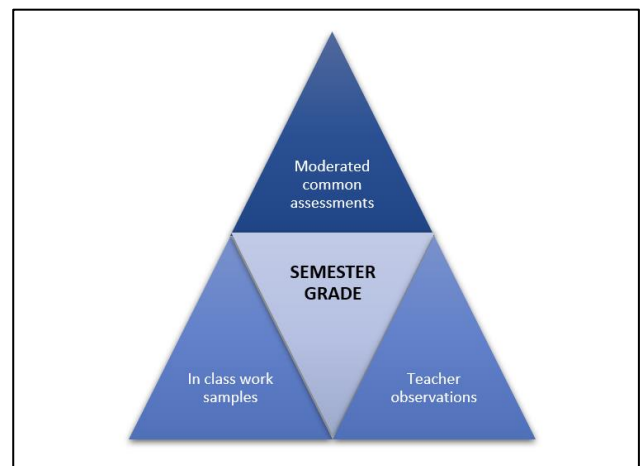 Moderated
common
assessments
SEMESTER
GRADE
In class work
samples
Teacher
observations